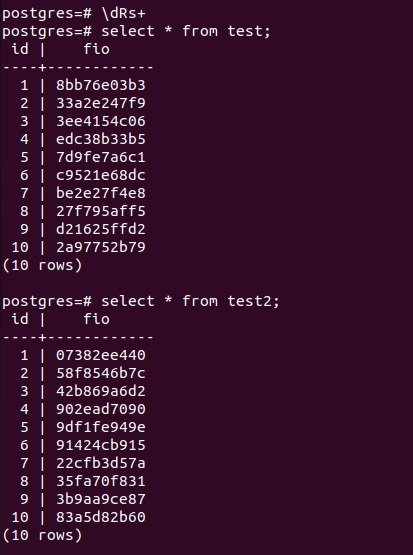 postgres=# \dRs+
postgres=# select * from test;
 id |    fio
----+------------
  1 | 8bb76e03b3
  2 | 33a2e247f9
  3 | 3ee4154c06
  4 | edc38b33b5
  5 | 7d9fe7a6c1
  6 | c9521e68dc
  7 | be2e27f4e8
  8 | 27f795aff5
  9 | d21625ffd2
 10 | 2a97752b79
(10 rows)

postgres=# select * from test2;
 id |    fio
----+------------
  1 | 07382ee440
  2 | 58f8546b7c
  3 | 42b869a6d2
  4 | 902ead7090
  5 | 9df1fe949e
  6 | 91424cb915
  7 | 22cfb3d57a
  8 | 35fa70f831
  9 | 3b9aa9ce87
 10 | 83a5d82b60
(10 rows)